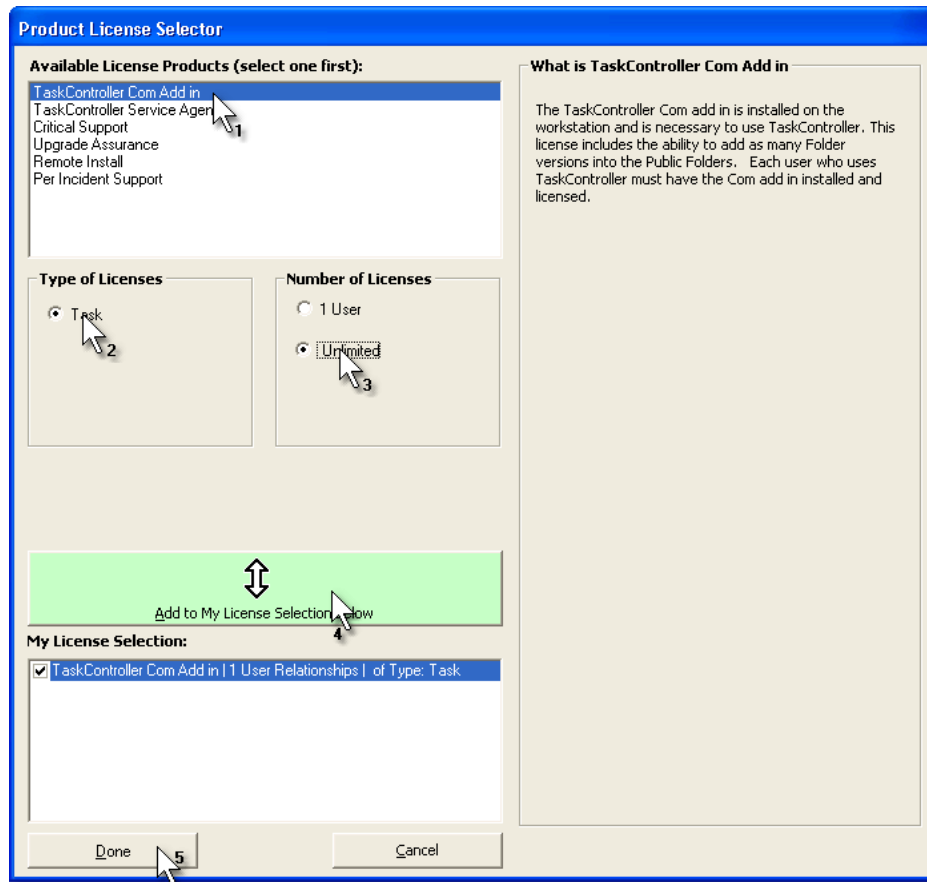 Product License Selector
Available License Products (select one first):
TaskController Com Add in
TaskController Service Agen
1
Critical Support
Upgrade Assurance
Remote Install
Per Incident Support
What is TaskController Com Add in
The TaskController Com add in is installed on the
workstation and is necessary to use TaskController. This
license includes the ability to add as many Folder
versions into the Public Folders. Each user who uses
TaskController must have the Com add in installed and
licensed.
Type of Licenses
Task
2
Number of Licenses
1 User
Unlimited
3
Add to My License Selection
4
My License Selection:
TaskController Com Add in | 1 User Relationships | of Type: Task
Done
5
Cancel